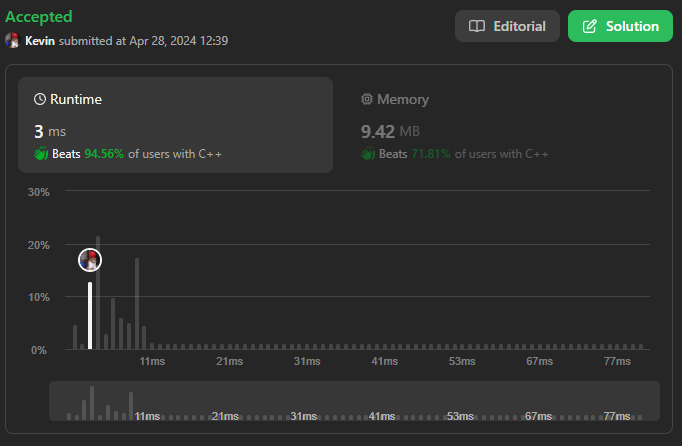 Accepted
Kevin submitted at Apr 28, 2024 12:39
Editorial
Solution
Runtime
3 ms
Beats 94.56% of users with C++
Memory
9.42 MB
Beats 71.81% of users with C++
30%
20%
10%
0%
11ms 21ms 31ms 41ms 53ms 67ms 77ms
11ms 21ms 31ms 41ms 53ms 67ms 77ms